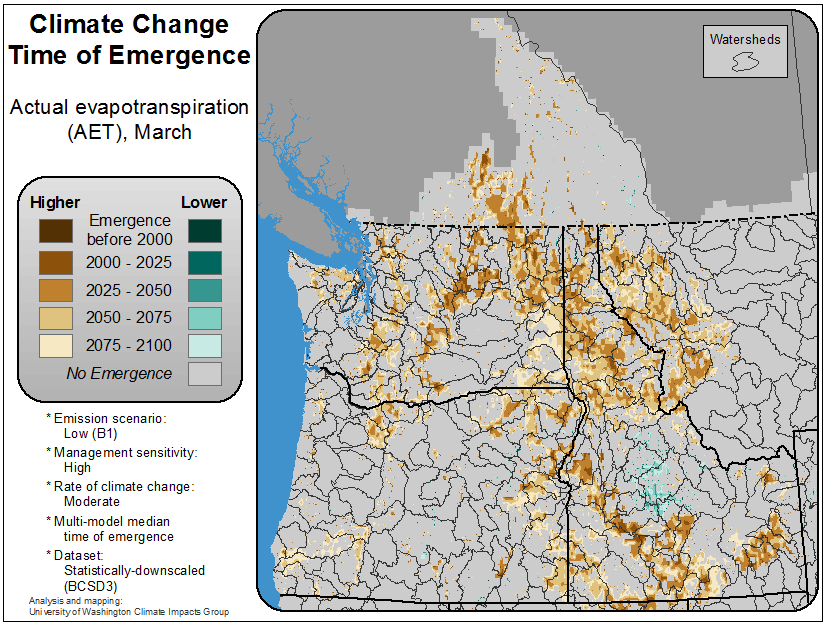 Climate Change
Time of Emergence
Actual evapotranspiration
(AET), March
Higher
Lower
Emergence
before 2000
2000 - 2025
2025 - 2050
2050 - 2075
2075 - 2100
No Emergence
* Emission scenario:
Low (B1)
* Management sensitivity:
High
* Rate of climate change:
Moderate
* Multi-model median
time of emergence
* Dataset:
Statistically-downscaled
(BCSD3)
Analysis and mapping:
University of Washington Climate Impacts Group
Watersheds